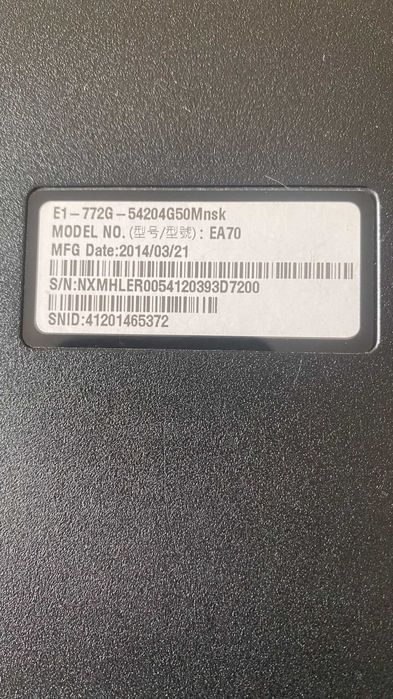 E1-772G-54204G50Mnsk
MODEL NO.(型号/型號): EA70
MFG Date:2014/03/21
S/N:NXMHLER0054120393D7200
SNID:41201465372